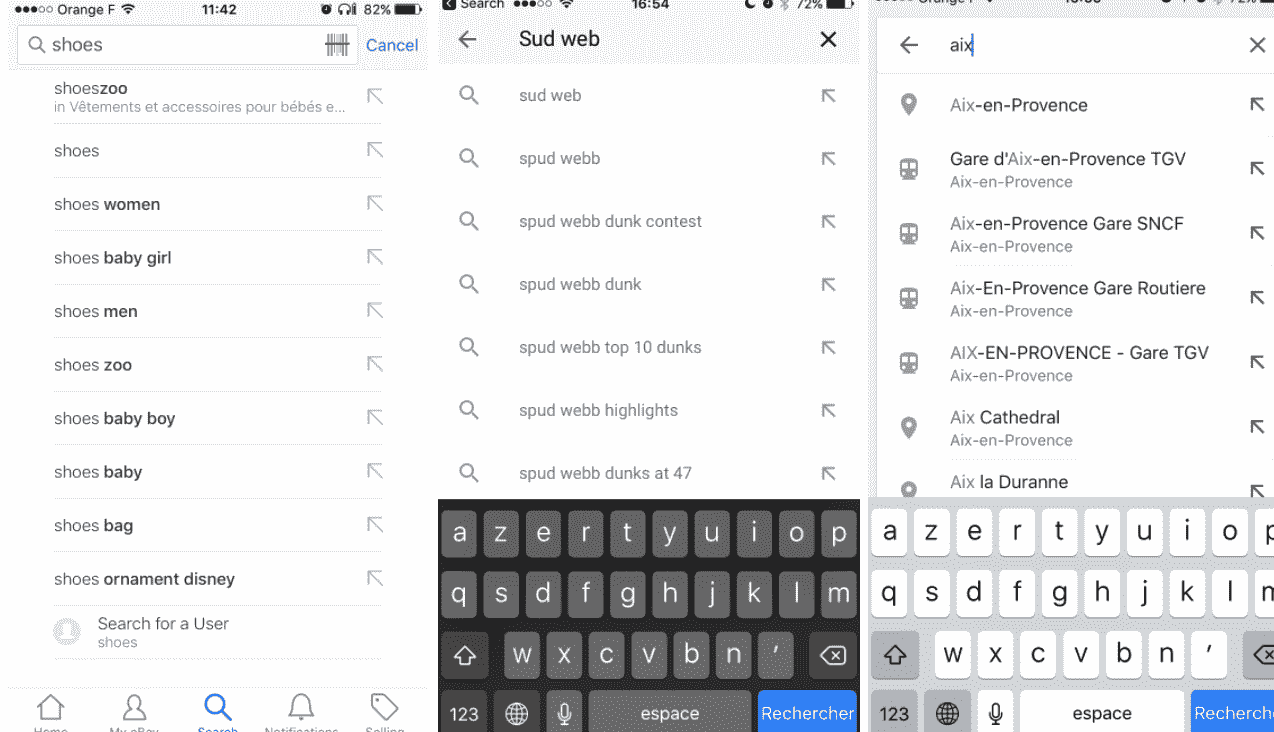 Orange F 11:42 82%
shoes Cancel
shoeszoo
in Vêtements et accessoires pour bébés e...
shoes
shoes women
shoes baby girl
shoes men
shoes zoo
shoes baby boy
shoes baby
shoes bag
shoes ornament disney
Search for a User
shoes
Home My eBay Search Notifications Selling
Search 16:54 72%
Sud web
sud web
spud webb
spud webb dunk contest
spud webb dunk
spud webb top 10 dunks
spud webb highlights
spud webb dunks at 47
a z e r t y u i o p
q s d f g h j k l m
w x c v b n ’
123 espace Rechercher
Orange F
aix
Aix-en-Provence
Gare d'Aix-en-Provence TGV
Aix-en-Provence
Aix-en-Provence Gare SNCF
Aix-en-Provence
Aix-En-Provence Gare Routiere
Aix-en-Provence
AIX-EN-PROVENCE - Gare TGV
Aix-en-Provence
Aix Cathedral
Aix-en-Provence
Aix la Duranne
a z e r t y u i o p
q s d f g h j k l m
w x c v b n ’
123 espace Recherch